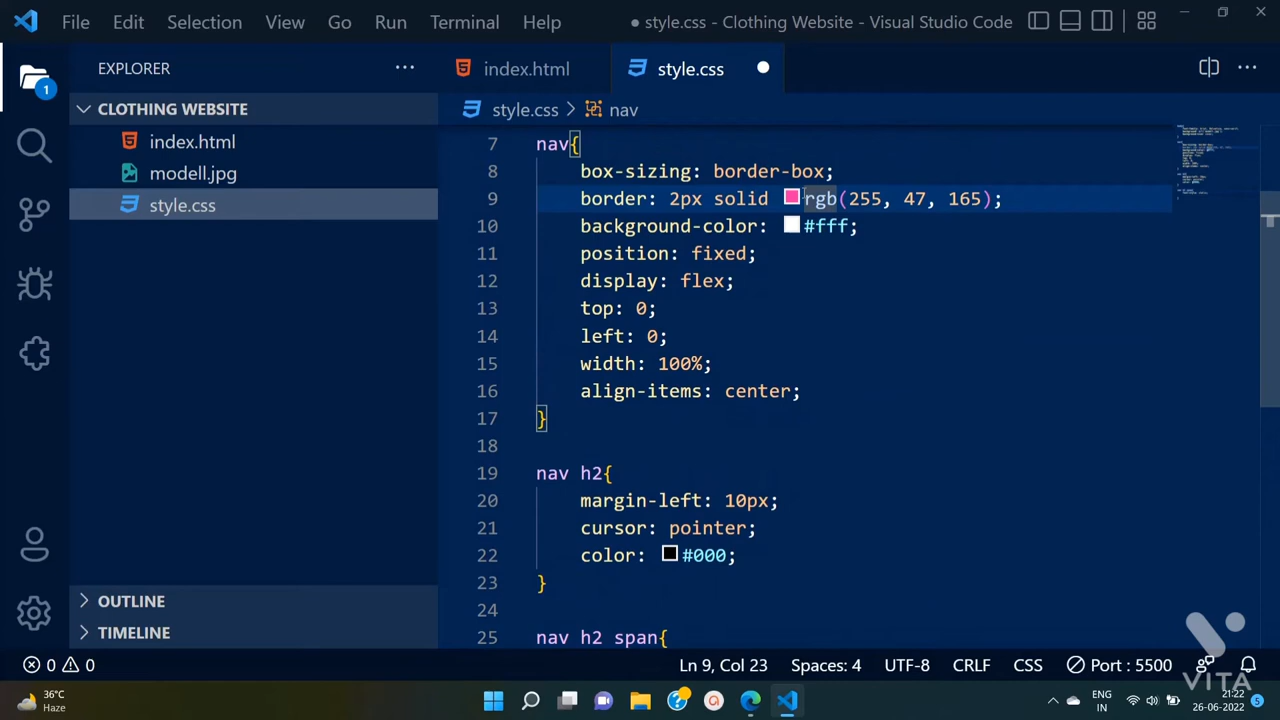 File Edit Selection View Go Run Terminal Help
● style.css - Clothing Website - Visual Studio Code
EXPLORER
index.html
style.css
CLOTHING WEBSITE
style.css > nav
index.html
modell.jpg
style.css
1
7 nav{
8 box-sizing: border-box;
9 border: 2px solid rgb(255, 47, 165);
10 background-color: #fff;
11 position: fixed;
12 display: flex;
13 top: 0;
14 left: 0;
15 width: 100%;
16 align-items: center;
17 }
18
19 nav h2{
20 margin-left: 10px;
21 cursor: pointer;
22 color: #000;
23 }
24
25 nav h2 span{
OUTLINE
TIMELINE
0 0
Ln 9, Col 23 Spaces: 4 UTF-8 CRLF CSS Port : 5500
VITA
36°C
Haze
ENG
IN
21:22
26-06-2022
5